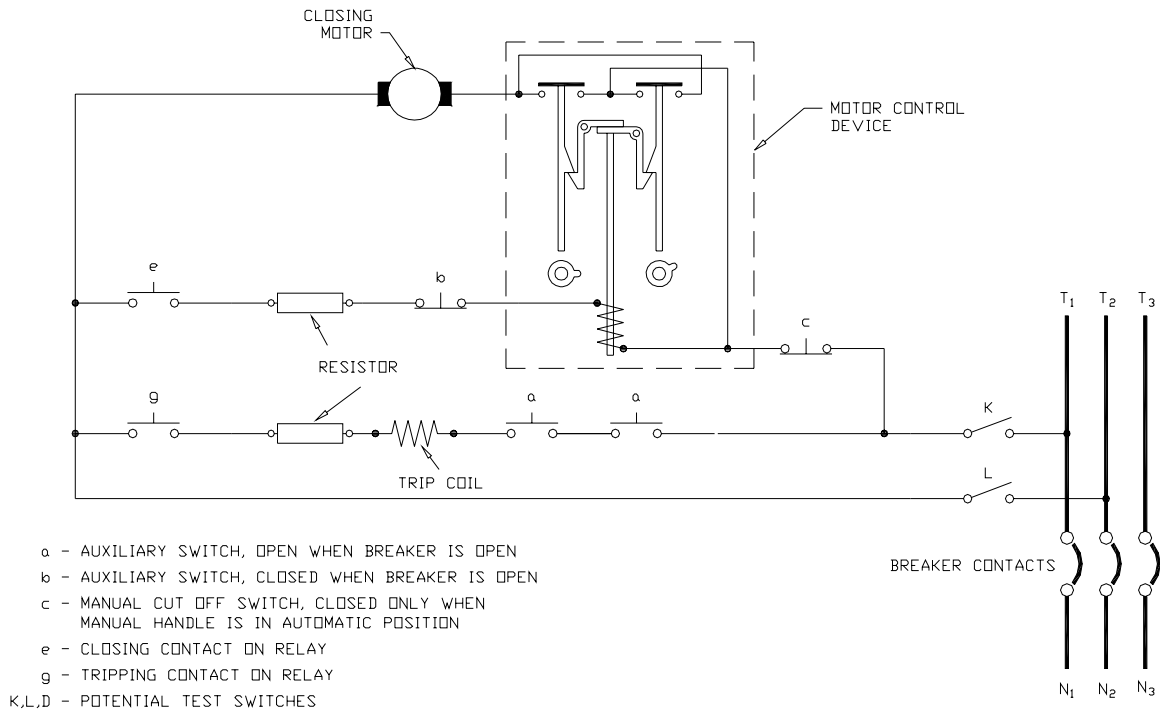 CLOSING
MOTOR
MOTOR CONTROL
DEVICE
e
b
T1
T2
T3
c
RESISTOR
g
a
a
K
TRIP COIL
L
a - AUXILIARY SWITCH, OPEN WHEN BREAKER IS OPEN
BREAKER CONTACTS
b - AUXILIARY SWITCH, CLOSED WHEN BREAKER IS OPEN
c - MANUAL CUT OFF SWITCH, CLOSED ONLY WHEN
MANUAL HANDLE IS IN AUTOMATIC POSITION
e - CLOSING CONTACT ON RELAY
g - TRIPPING CONTACT ON RELAY
K,L,D - POTENTIAL TEST SWITCHES
N1
N2
N3